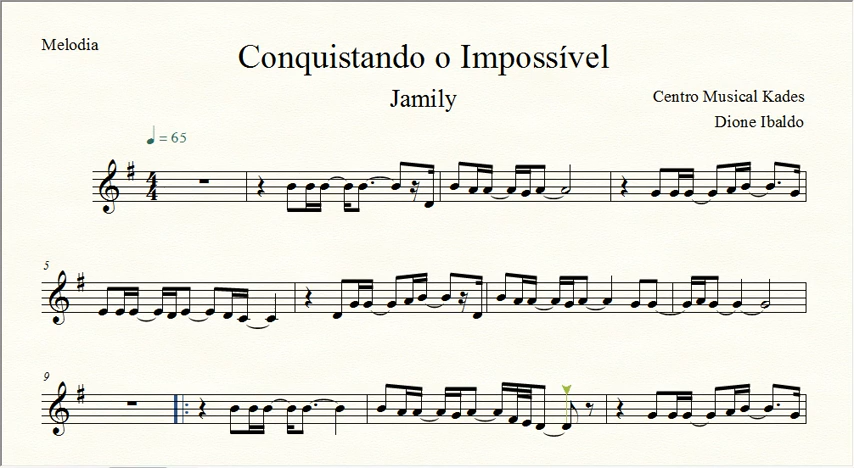 Melodia
Conquistando o Impossível
Jamily
Centro Musical Kades
Dione Ibaldo
= 65
4
4
5
9